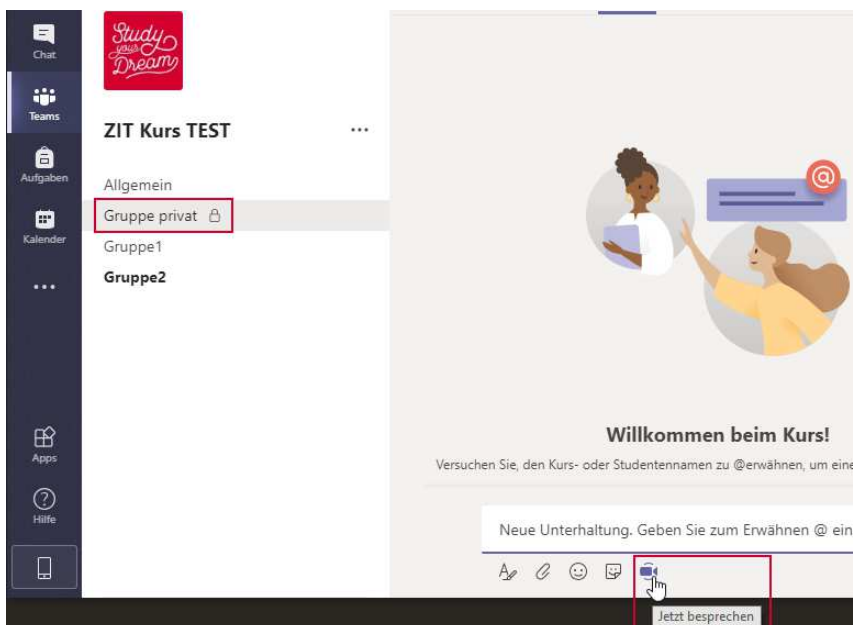 Chat
Teams
Aufgaben
Kalender
Apps
Hilfe
Study
your
Dream
ZIT Kurs TEST
Allgemein
Gruppe privat
Gruppe1
Gruppe2
@
Willkommen beim Kurs!
Versuchen Sie, den Kurs- oder Studentennamen zu @erwähnen, um eine
Neue Unterhaltung. Geben Sie zum Erwähnen @ ein
Jetzt besprechen